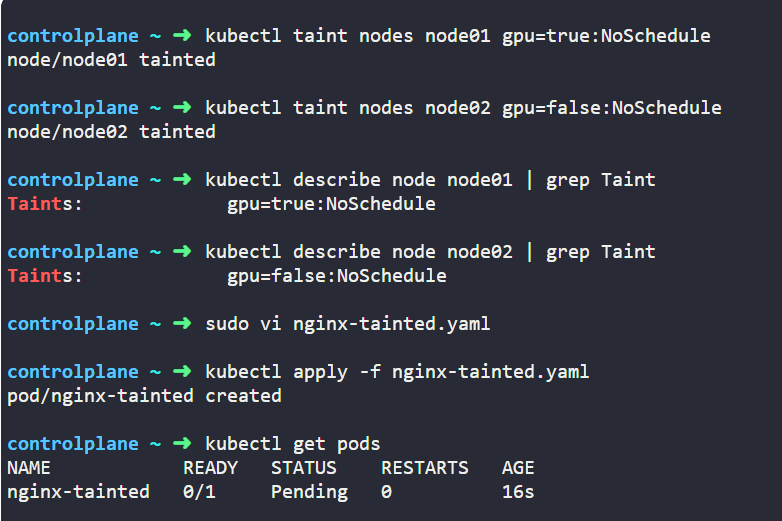 controlplane ~ ➜ kubectl taint nodes node01 gpu=true:NoSchedule
node/node01 tainted
controlplane ~ ➜ kubectl taint nodes node02 gpu=false:NoSchedule
node/node02 tainted
controlplane ~ ➜ kubectl describe node node01 | grep Taint
Taints: gpu=true:NoSchedule
controlplane ~ ➜ kubectl describe node node02 | grep Taint
Taints: gpu=false:NoSchedule
controlplane ~ ➜ sudo vi nginx-tainted.yaml
controlplane ~ ➜ kubectl apply -f nginx-tainted.yaml
pod/nginx-tainted created
controlplane ~ ➜ kubectl get pods
NAME READY STATUS RESTARTS AGE
nginx-tainted 0/1 Pending 0 16s